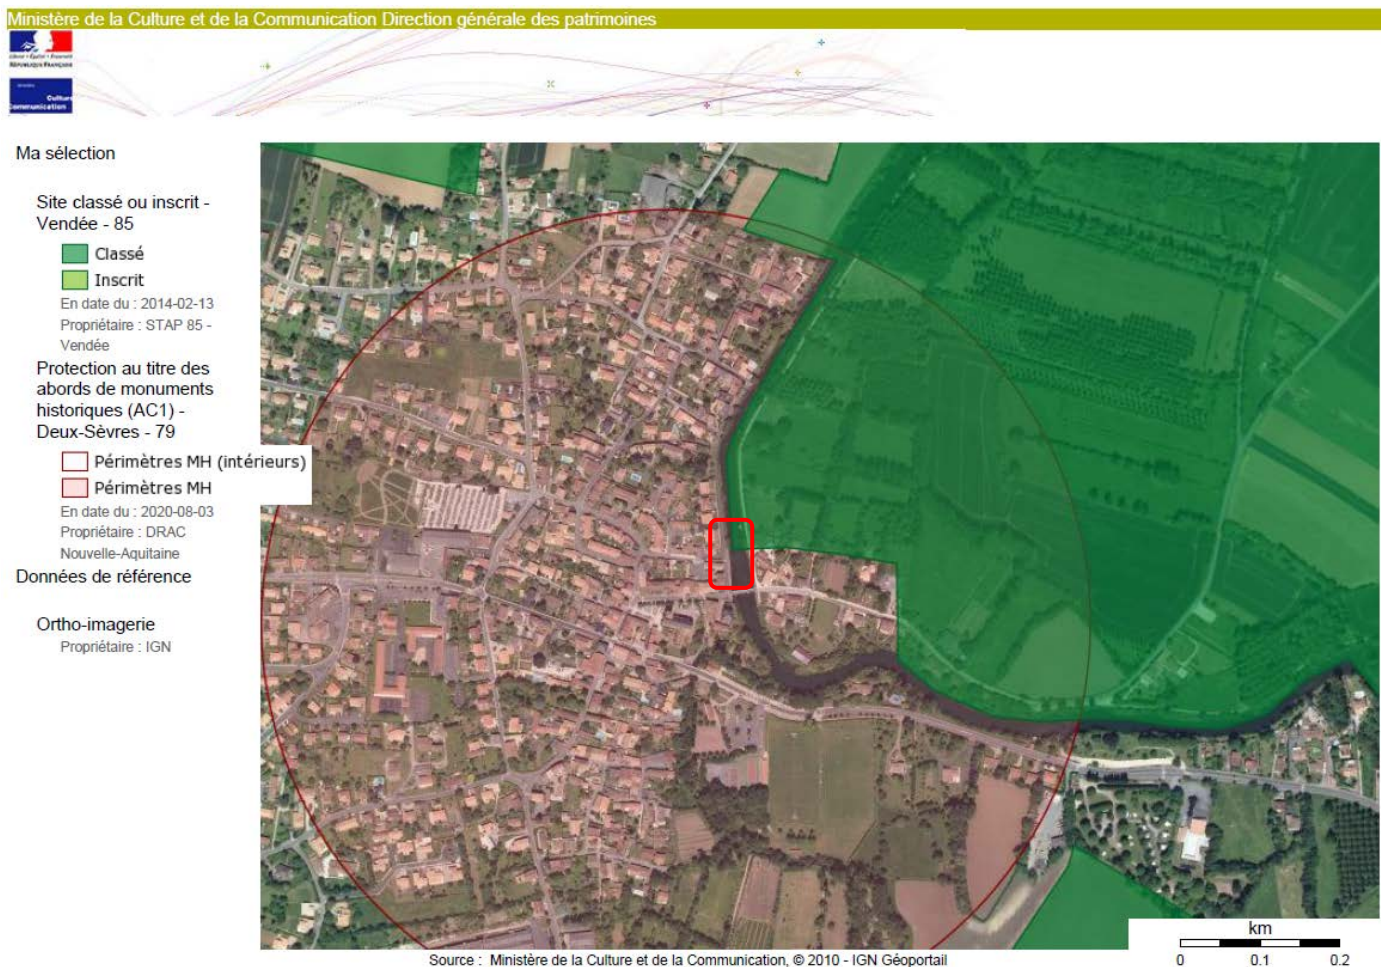 Ministère de la Culture et de la Communication Direction générale des patrimoines
RÉPUBLIQUE FRANÇAISE
Culture
Communication
Ma sélection
Site classé ou inscrit -
Vendée - 85
Classé
Inscrit
En date du : 2014-02-13
Propriétaire : STAP 85 -
Vendée
Protection au titre des
abords de monuments
historiques (AC1) -
Deux-Sèvres - 79
Périmètres MH (intérieurs)
Périmètres MH
En date du : 2020-08-03
Propriétaire : DRAC
Nouvelle-Aquitaine
Données de référence
Ortho-imagerie
Propriétaire : IGN
km
0 0.1 0.2
Source : Ministère de la Culture et de la Communication, © 2010 - IGN Géoportail